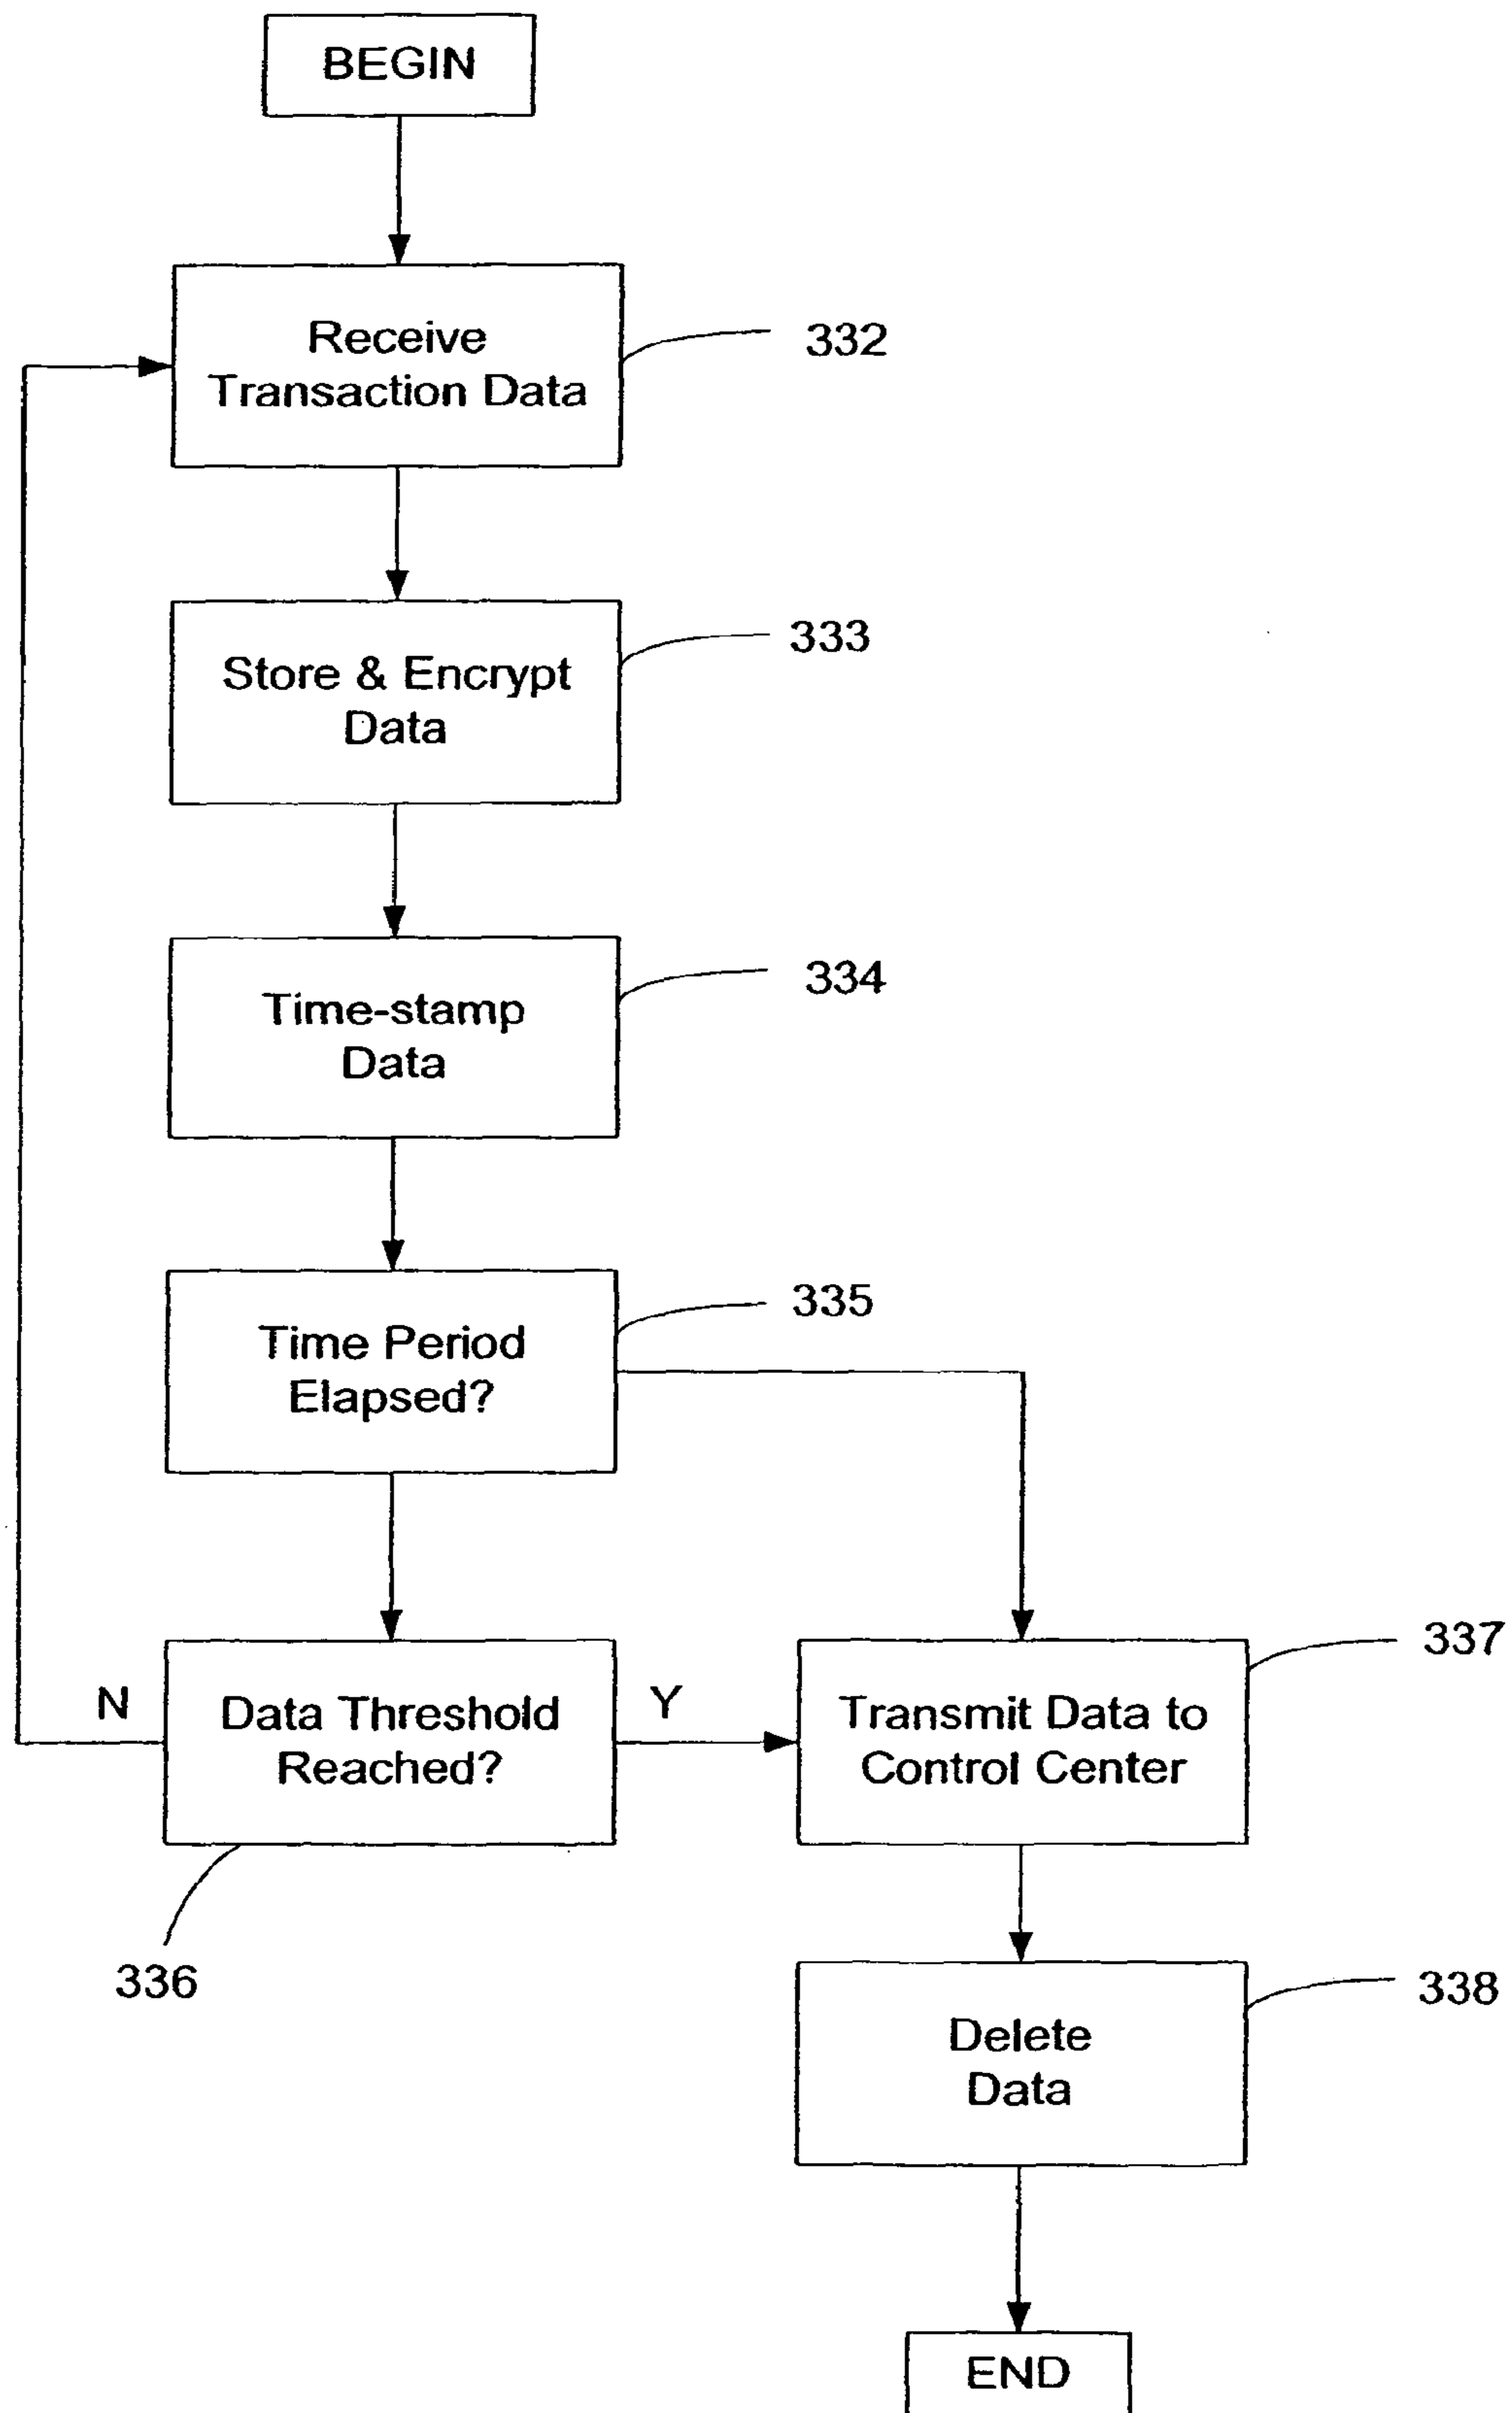 BEGIN
Receive
Transaction Data
332
Store & Encrypt
Data
333
Time-stamp
Data
334
Time Period
Elapsed?
335
N
Data Threshold
Reached?
Y
336
Transmit Data to
Control Center
337
Delete
Data
338
END